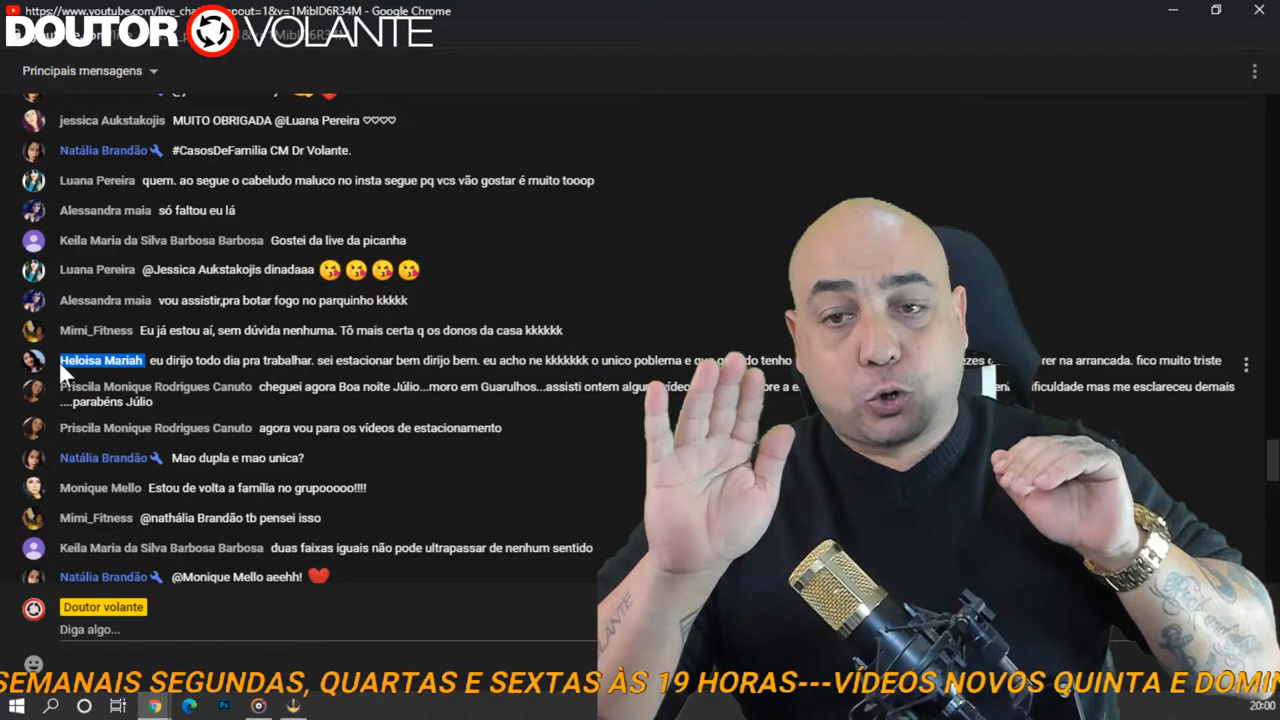 https://www.youtube.com/live_chat?
popout=1&v=1MibID6R34M - Google Chrome
DOUTOR VOLANTE
Principais mensagens
jessica Aukstakojis MUITO OBRIGADA @Luana Pereira ♡♡♡♡
Natália Brandão #CasosDeFamilia CM Dr Volante.
Luana Pereira quem. ao segue o cabeludo maluco no insta segue pq vcs vão gostar é muito tooop
Alessandra maia só faltou eu lá
Keila Maria da Silva Barbosa Barbosa Gostei da live da picanha
Luana Pereira @Jessica Aukstakojis dinadaaa 😘 😘 😘 😘
Alessandra maia vou assistir,pra botar fogo no parquinho kkkkk
Mimi_Fitness Eu já estou aí, sem dúvida nenhuma. Tô mais certa q os donos da casa kkkkkk
Heloisa Mariah eu dirijo todo dia pra trabalhar. sei estacionar bem dirijo bem. eu acho ne kkkkkkk o unico poblema e tenho na arrancada. fico muito triste
Priscila Monique Rodrigues Canuto cheguei agora Boa noite Júlio...moro em Guarulhos...assisti ontem mas me esclareceu demais
....parabéns Júlio
Priscila Monique Rodrigues Canuto agora vou para os vídeos de estacionamento
Natália Brandão Mao dupla e mao unica?
Monique Mello Estou de volta a família no grupooooo!!!!
Mimi_Fitness @nathália Brandão tb pensei isso
Keila Maria da Silva Barbosa Barbosa duas faixas iguais não pode ultrapassar de nenhum sentido
Natália Brandão @Monique Mello aeehh! ❤️
Doutor volante
Diga algo...
SEMANAIS SEGUNDAS, QUARTAS E SEXTAS ÀS 19 HORAS---VÍDEOS NOVOS QUINTA E
20:00